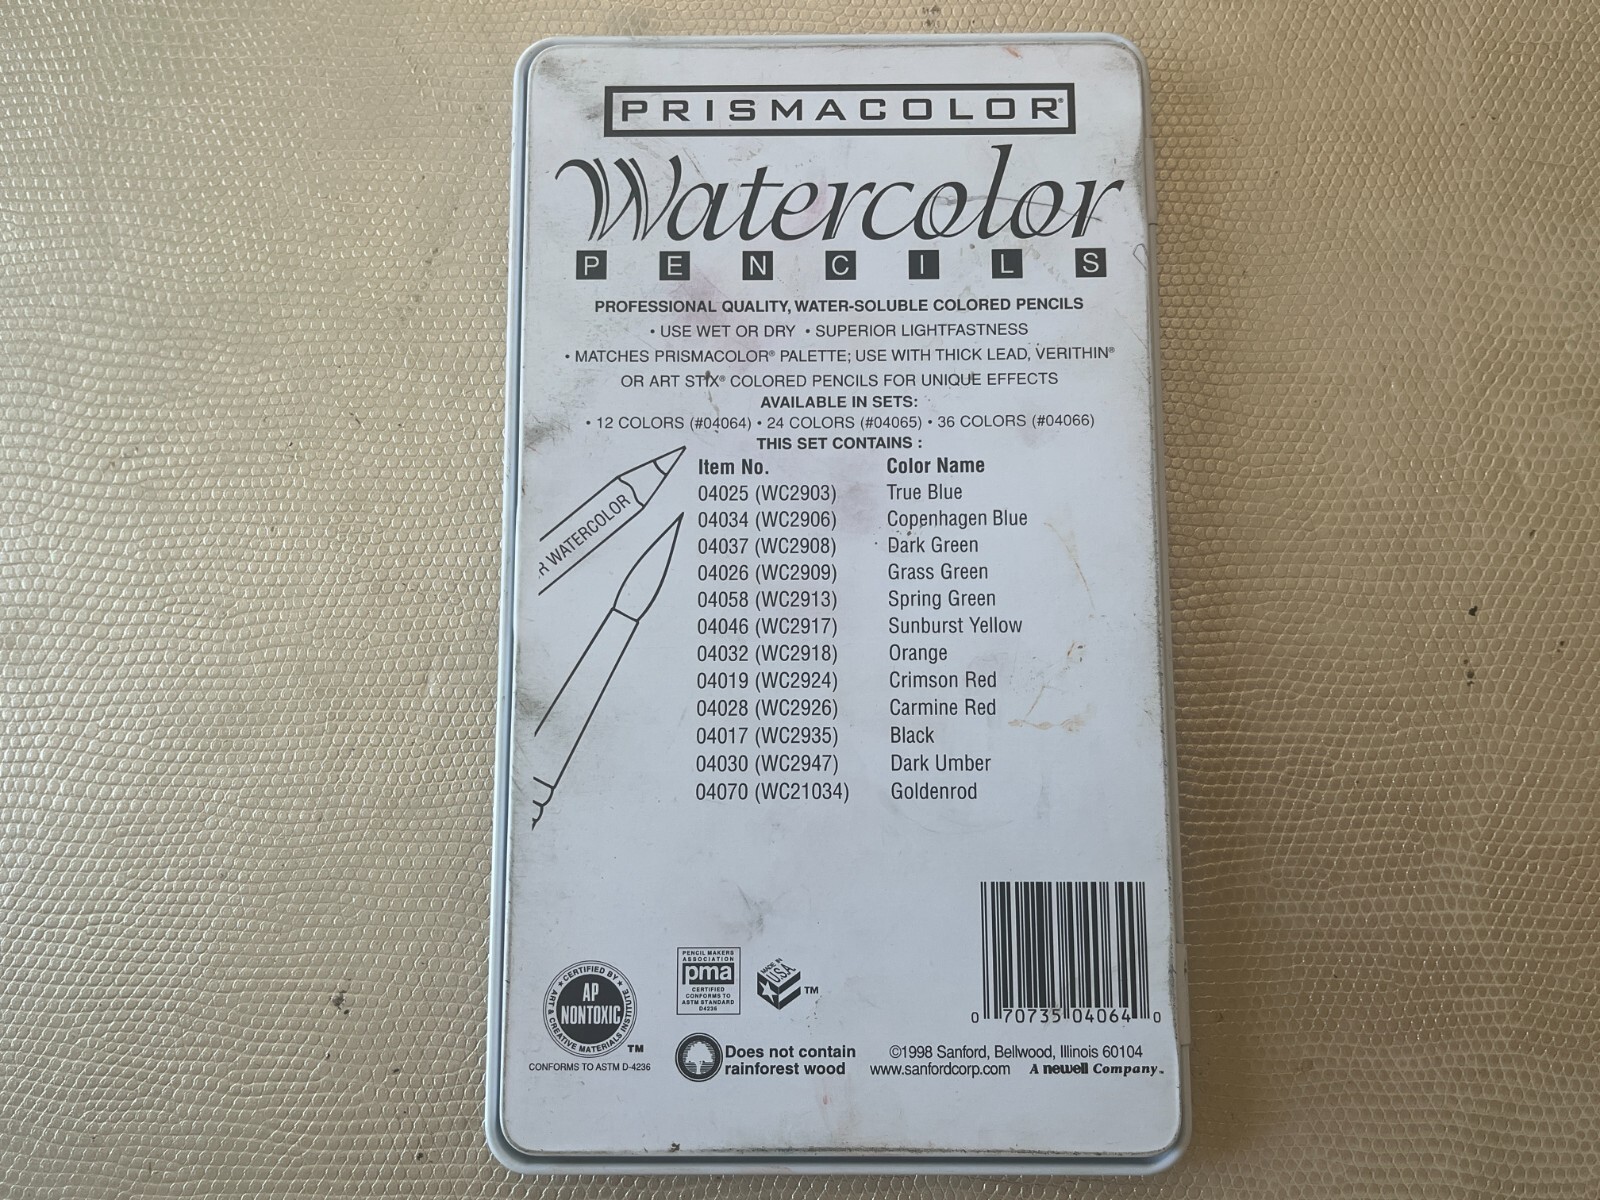 PRISMACOLOR®
Watercolor
PENCILS
PROFESSIONAL QUALITY, WATER-SOLUBLE COLORED PENCILS
• USE WET OR DRY • SUPERIOR LIGHTFASTNESS
• MATCHES PRISMACOLOR® PALETTE; USE WITH THICK LEAD, VERITHIN®
OR ART STIX® COLORED PENCILS FOR UNIQUE EFFECTS
AVAILABLE IN SETS:
• 12 COLORS (#04064) • 24 COLORS (#04065) • 36 COLORS (#04066)
THIS SET CONTAINS :
Item No. Color Name
04025 (WC2903) True Blue
04034 (WC2906) Copenhagen Blue
04037 (WC2908) Dark Green
04026 (WC2909) Grass Green
04058 (WC2913) Spring Green
04046 (WC2917) Sunburst Yellow
04032 (WC2918) Orange
04019 (WC2924) Crimson Red
04028 (WC2926) Carmine Red
04017 (WC2935) Black
04030 (WC2947) Dark Umber
04070 (WC21034) Goldenrod
R WATERCOLOR
CERTIFIED BY
ART & CREATIVE MATERIALS INSTITUTE
AP
NONTOXIC
TM
CONFORMS TO ASTM D-4236
PENCIL MAKERS
ASSOCIATION
pma
CERTIFIED
CONFORMS TO
ASTM STANDARD
D4236
MADE IN
USA
TM
Does not contain
rainforest wood
0 70735 04064 0
©1998 Sanford, Bellwood, Illinois 60104
www.sanfordcorp.com A newell Company™